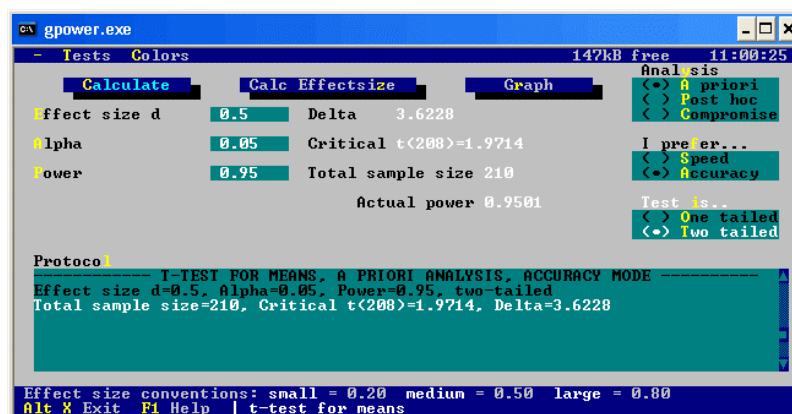 gpower.exe
- Tests Colors 147kB free 11:00:25
Calculate Calc Effectsize Graph
Effect size d 0.5 Delta 3.6228
Alpha 0.05 Critical t(208)=1.9714
Power 0.95 Total sample size 210
Actual power 0.9501
Analysis
(•) A priori
( ) Post hoc
( ) Compromise
I prefer...
( ) Speed
(•) Accuracy
Test is..
( ) One tailed
(•) Two tailed
Protocol
------------ T-TEST FOR MEANS, A PRIORI ANALYSIS, ACCURACY MODE ----------
Effect size d=0.5, Alpha=0.05, Power=0.95, two-tailed
Total sample size=210, Critical t(208)=1.9714, Delta=3.6228
Effect size conventions: small = 0.20 medium = 0.50 large = 0.80
Alt X Exit F1 Help | t-test for means